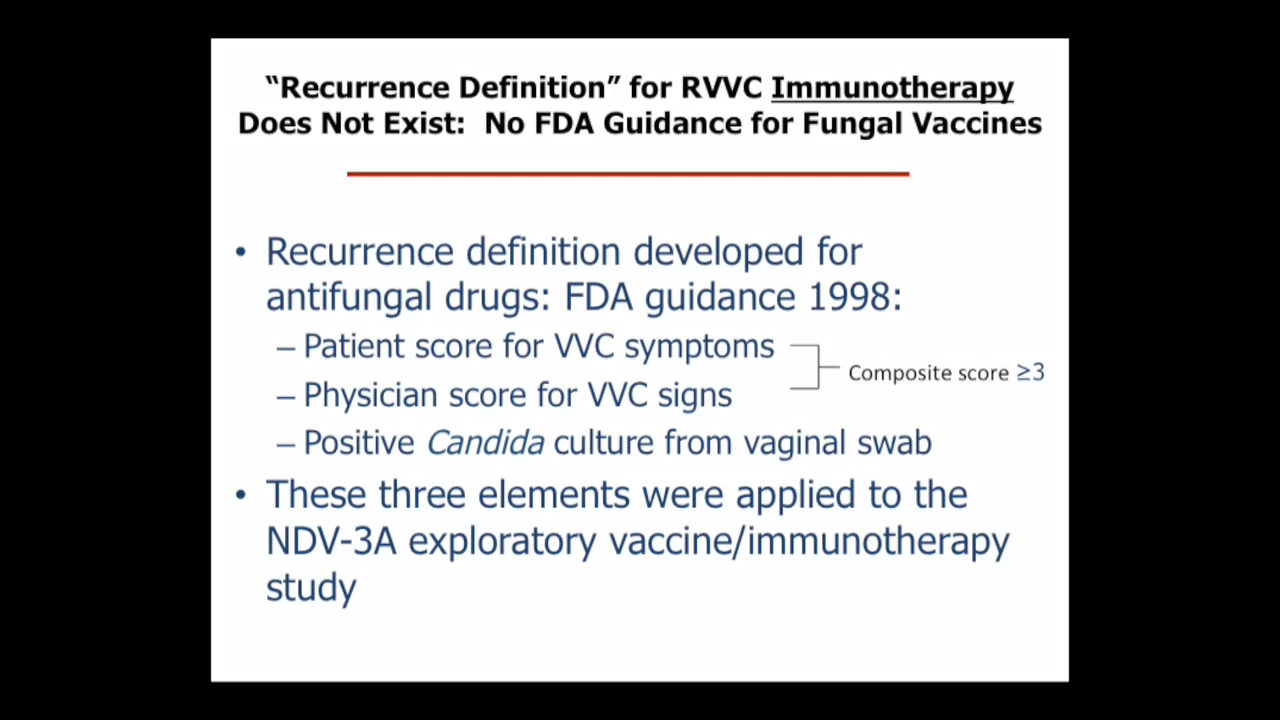 “Recurrence Definition” for RVVC Immunotherapy
Does Not Exist: No FDA Guidance for Fungal Vaccines
• Recurrence definition developed for
antifungal drugs: FDA guidance 1998:
– Patient score for VVC symptoms
Composite score ≥3
– Physician score for VVC signs
– Positive Candida culture from vaginal swab
• These three elements were applied to the
NDV-3A exploratory vaccine/immunotherapy
study